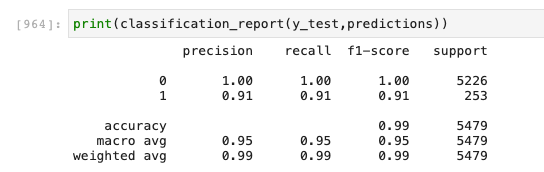 [964]: print(classification_report(y_test,predictions))
precision recall f1-score support
0 1.00 1.00 1.00 5226
1 0.91 0.91 0.91 253
accuracy 0.99 5479
macro avg 0.95 0.95 0.95 5479
weighted avg 0.99 0.99 0.99 5479